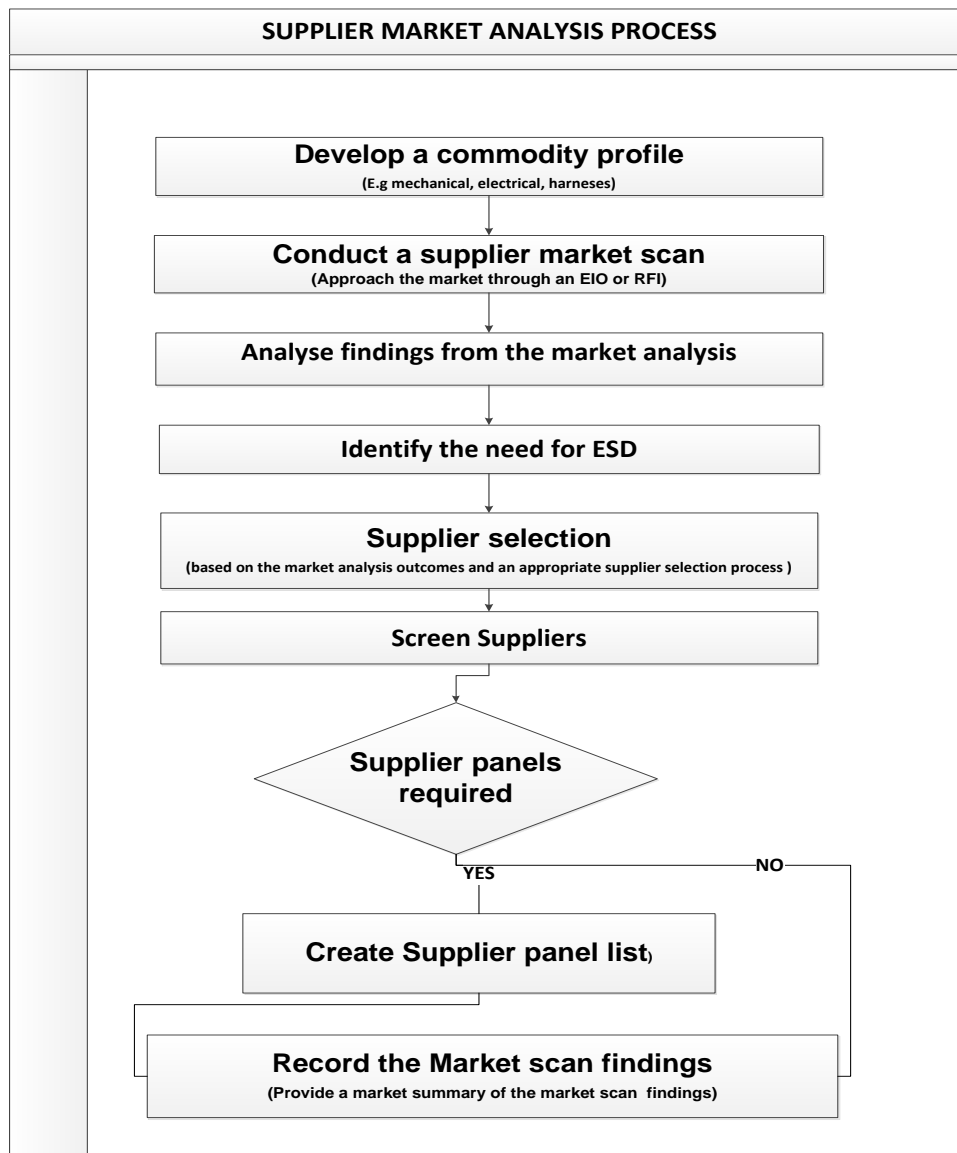 SUPPLIER MARKET ANALYSIS PROCESS
Develop a commodity profile
(E.g mechanical, electrical, harneses)
Conduct a supplier market scan
(Approach the market through an EIO or RFI)
Analyse findings from the market analysis
Identify the need for ESD
Supplier selection
(based on the market analysis outcomes and an appropriate supplier selection process )
Screen Suppliers
Supplier panels
required
YES
NO
Create Supplier panel list)
Record the Market scan findings
(Provide a market summary of the market scan  findings)